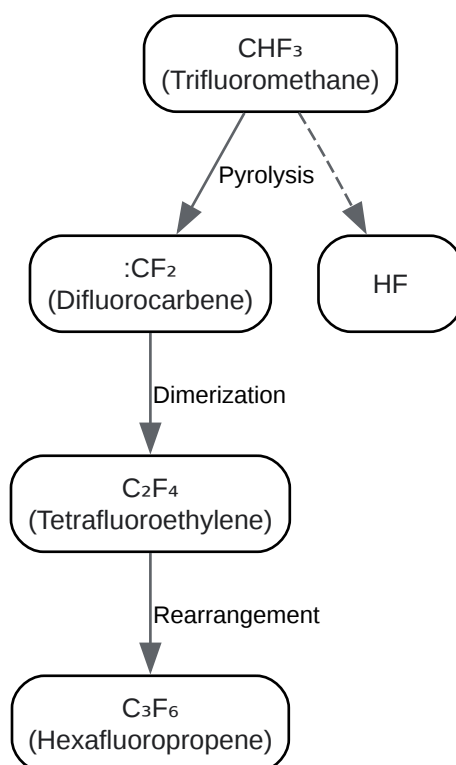 CHF₃
(Trifluoromethane)
Pyrolysis
:CF₂
(Difluorocarbene)
HF
Dimerization
C₂F₄
(Tetrafluoroethylene)
Rearrangement
C₃F₆
(Hexafluoropropene)